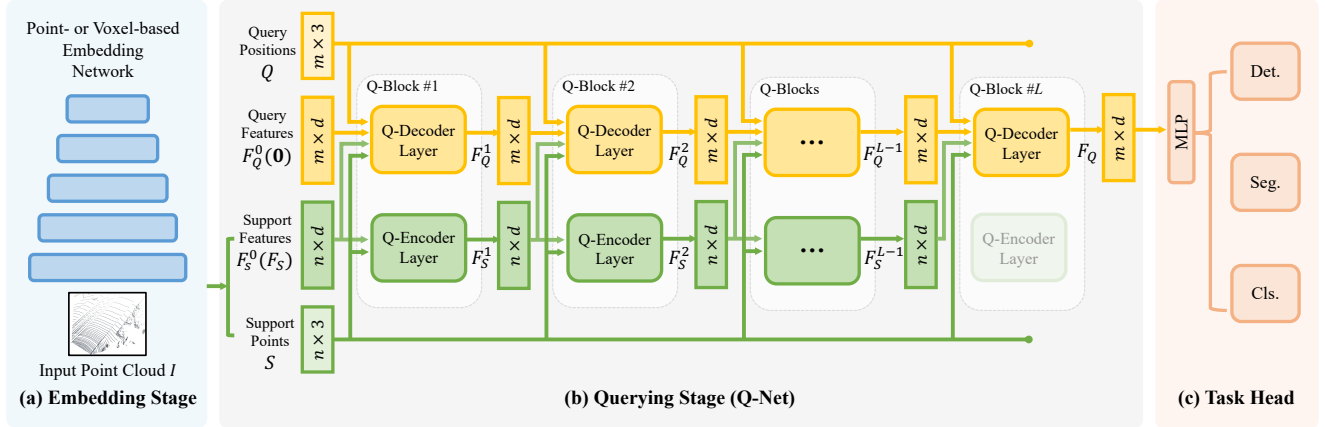 Point- or Voxel-based
Embedding
Network
Input Point Cloud I
(a) Embedding Stage
Query
Positions
Q
m × 3
Query
Features
F_Q^0(0)
m × d
Support
Features
F_s^0(F_S)
n × d
Support
Points
S
n × 3
Q-Block #1
Q-Decoder
Layer
F_Q^1
m × d
Q-Encoder
Layer
F_S^1
n × d
Q-Block #2
Q-Decoder
Layer
F_Q^2
m × d
Q-Encoder
Layer
F_S^2
n × d
Q-Blocks
...
F_Q^{L-1}
m × d
...
F_S^{L-1}
n × d
Q-Block #L
Q-Decoder
Layer
F_Q
m × d
Q-Encoder
Layer
(b) Querying Stage (Q-Net)
MLP
Det.
Seg.
Cls.
(c) Task Head